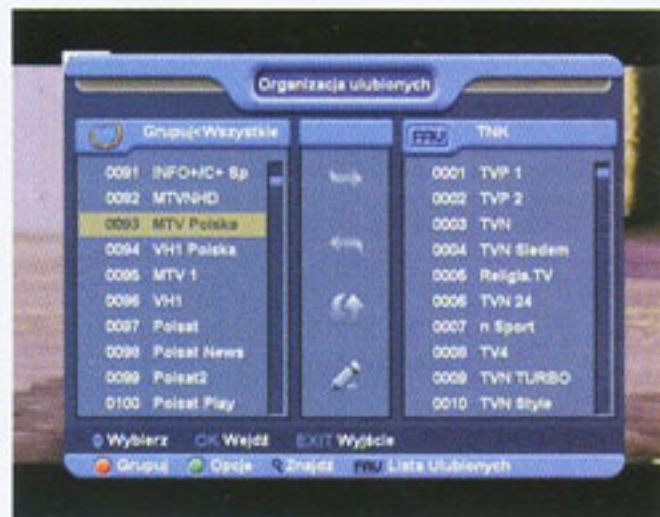 Organizacja ulubionych
Grupuj<Wszystkie
0091 INFO+/C+ Sp
0092 MTVNHD
0093 MTV Polska
0094 VH1 Polska
0095 MTV 1
0096 VH1
0097 Polsat
0098 Polsat News
0099 Polsat2
0100 Polsat Play
FAV TNK
0001 TVP 1
0002 TVP 2
0003 TVN
0004 TVN Siedem
0005 Religia.TV
0006 TVN 24
0007 n Sport
0008 TV4
0009 TVN TURBO
0010 TVN Style
Wybierz OK Wejdź EXIT Wyjście
Grupuj Opcje Znajdź FAV Lista Ulubionych